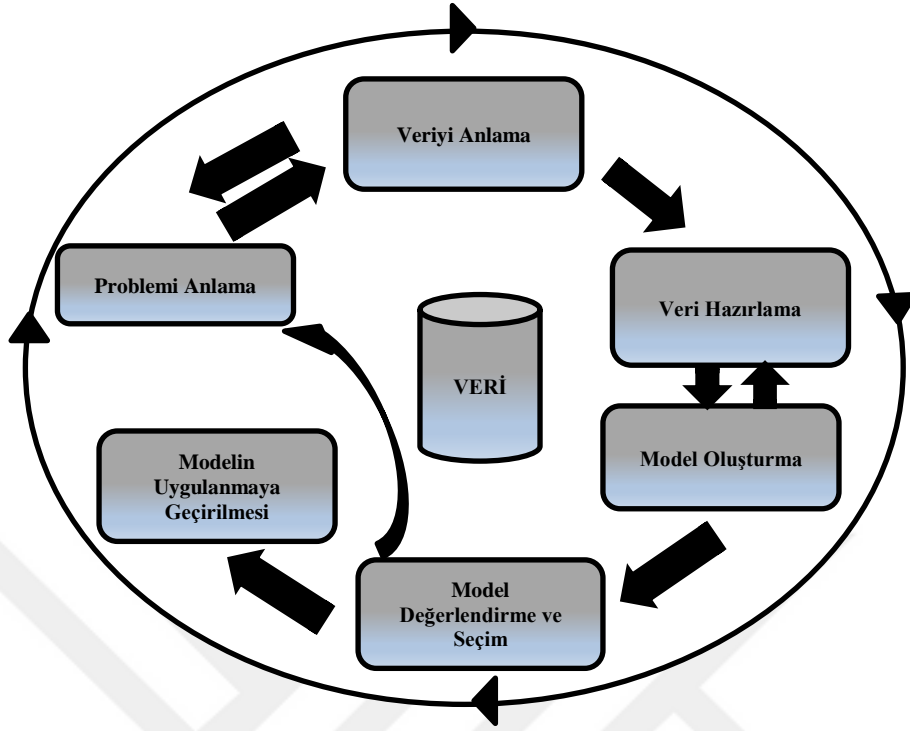 Veriyi Anlama
Problemi Anlama
Veri Hazırlama
VERİ
Model Oluşturma
Modelin
Uygulanmaya
Geçirilmesi
Model
Değerlendirme ve
Seçim